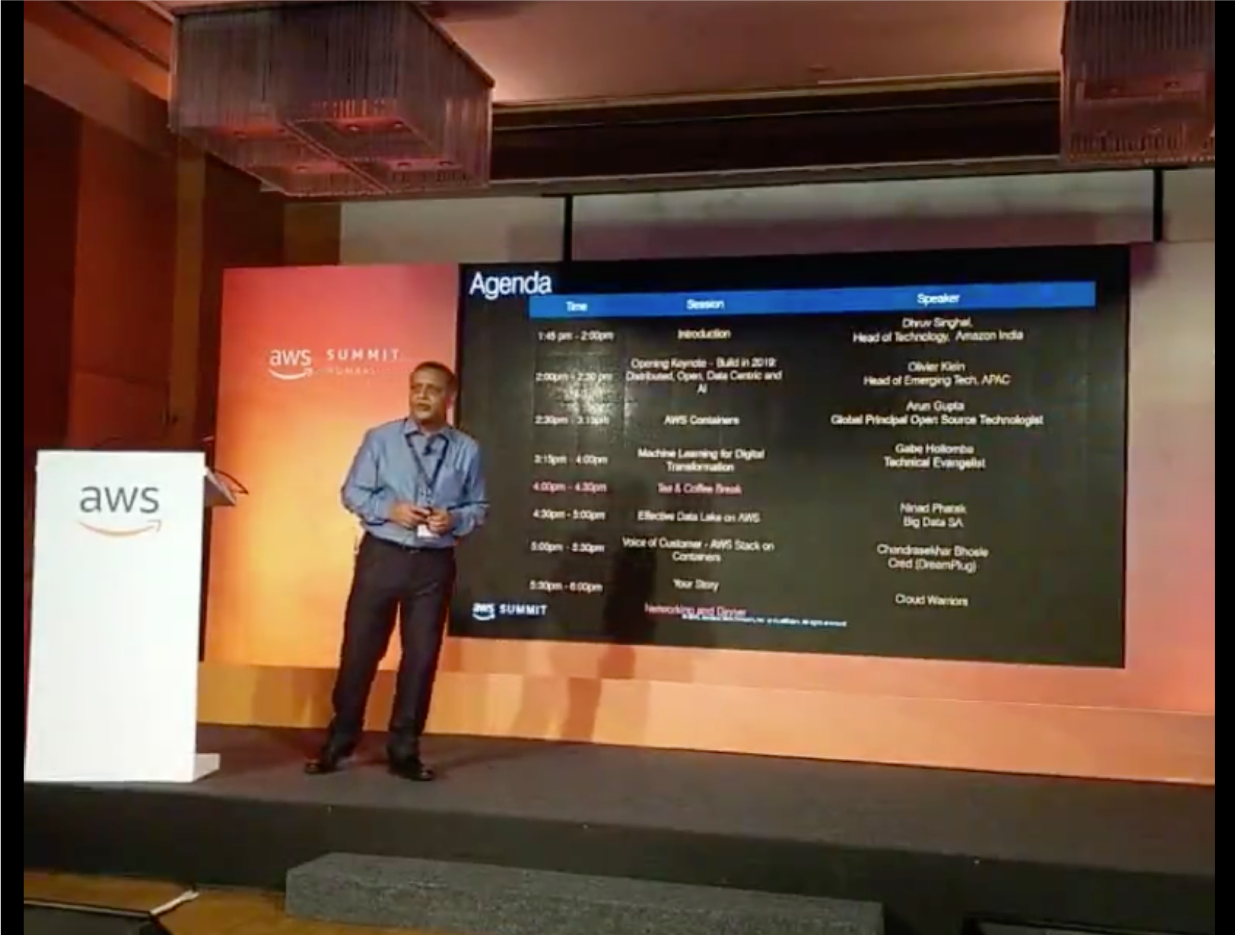 Agenda
Time Session Speaker
1:45 pm - 2:00pm Introduction Dhruv Singhal,
Head of Technology, Amazon India
2:00pm - 2:30 pm Opening Keynote - Build in 2019:
Distributed, Open, Data Centric and
AI
Olivier Klein
Head of Emerging Tech, APAC
2:30pm - 3:15pm AWS Containers Arun Gupta
Global Principal Open Source Technologist
3:15pm - 4:00pm Machine Learning for Digital
Transformation
Gabe Hollombe
Technical Evangelist
4:00pm - 4:30pm Tea & Coffee Break
4:30pm - 5:00pm Effective Data Lake on AWS Ninad Phatak
Big Data SA
5:00pm - 5:30pm Voice of Customer - AWS Stack on
Containers
Chandrasekhar Bhosle
Cred (DreamPlug)
5:30pm - 6:00pm Your Story Cloud Warriors
Networking and Dinner
aws SUMMIT
aws SUMMIT
MUMBAI
aws